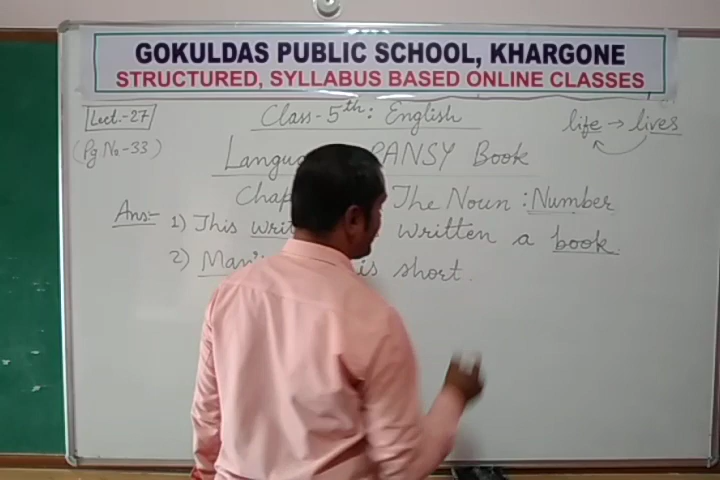 GOKULDAS PUBLIC SCHOOL, KHARGONE
STRUCTURED, SYLLABUS BASED ONLINE CLASSES
Lect.-27
Class-5th: English
life → lives
(Pg No-33)
PANSY Book
The Noun: Number
Ans:-
1) This written a book.
2) is short.